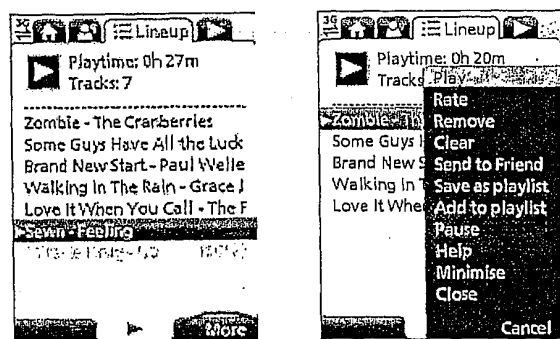 3G Lineup
Playtime: 0h 27m
Tracks: 7
Zombie - The Cranberries
Some Guys Have All the Luck
Brand New Start - Paul Welle
Walking In The Rain - Grace J
Love It When You Call - The F
Sewn - Feeling
More
3G Lineup
Playtime: 0h 20m
Tracks
Play
Zombie - Th
Some Guys
Brand New S
Walking In T
Love It Whe
Rate
Remove
Clear
Send to Friend
Save as playlist
Add to playlist
Pause
Help
Minimise
Close
Cancel